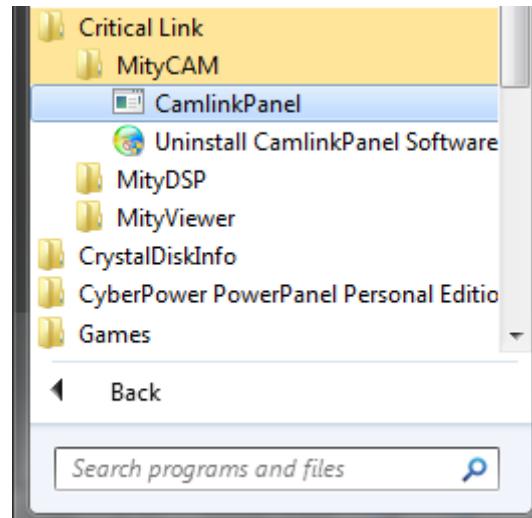 Critical Link
MityCAM
CamlinkPanel
Uninstall CamlinkPanel Software
MityDSP
MityViewer
CrystalDiskInfo
CyberPower PowerPanel Personal Editio
Games
Back
Search programs and files